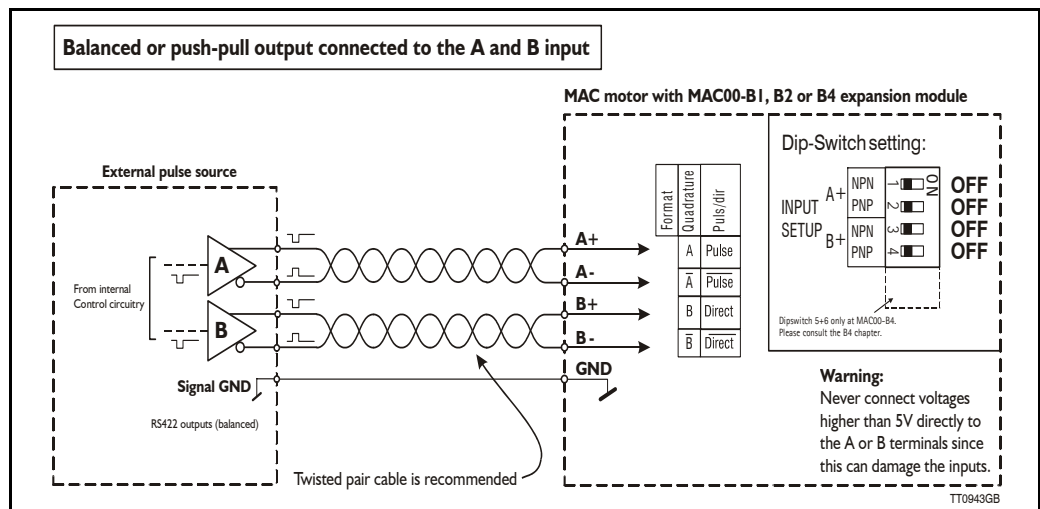 Balanced or push-pull output connected to the A and B input
MAC motor with MAC00-B1, B2 or B4 expansion module
External pulse source
From internal
Control circuitry
A
B
Signal GND
RS422 outputs (balanced)
Twisted pair cable is recommended
A+
A-
B+
B-
GND
Format
Quadrature
Puls/dir
A Pulse
A̅ P̅u̅l̅s̅e̅
B Direct
B̅ D̅i̅r̅e̅c̅t̅
Dip-Switch setting:
INPUT
SETUP
A+
B+
NPN
PNP
NPN
PNP
1
2
3
4
ON
OFF
OFF
OFF
OFF
Dipswitch 5+6 only at MAC00-B4.
Please consult the B4 chapter.
Warning:
Never connect voltages
higher than 5V directly to
the A or B terminals since
this can damage the inputs.
TT0943GB